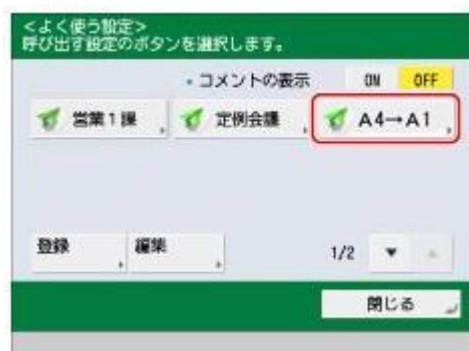 <よく使う設定>
呼び出す設定のボタンを選択します。
・コメントの表示 ON OFF
営業1課 定例会議 A4→A1
登録 編集 1/2
閉じる